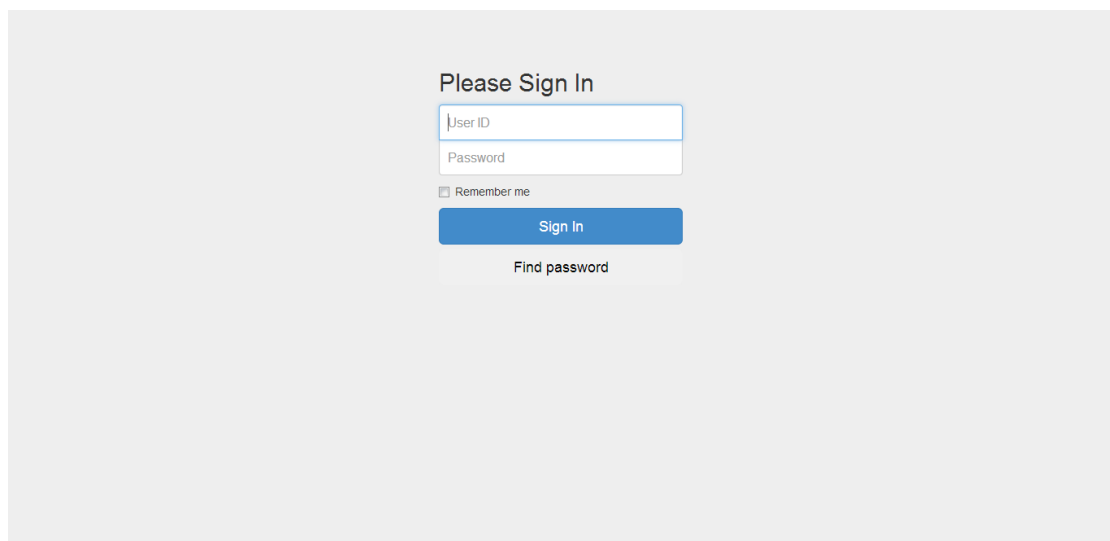 Please Sign In
User ID
Password
Remember me
Sign In
Find password